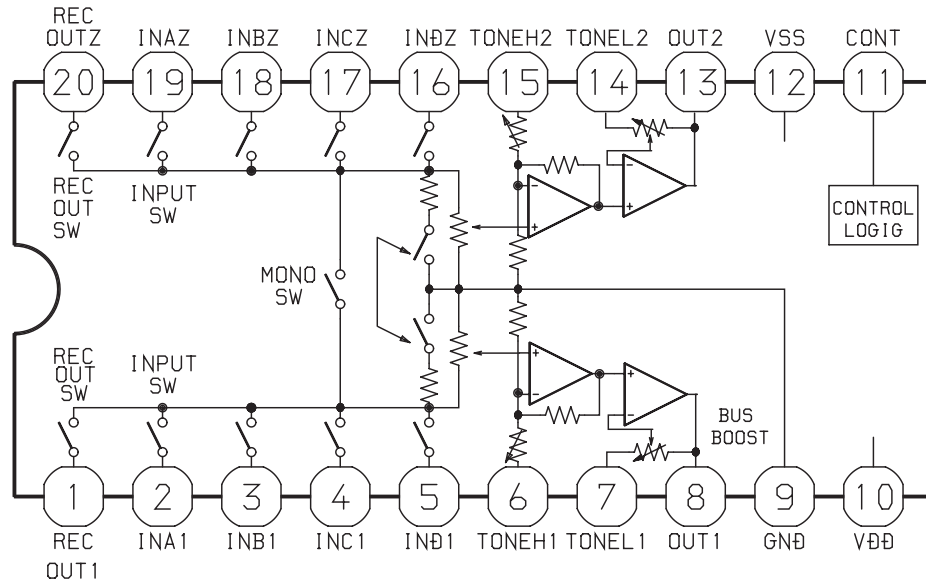 REC
OUTZ INAZ INBZ INCZ INĐZ TONEH2 TONEL2 OUT2 VSS CONT
20 19 18 17 16 15 14 13 12 11
REC
OUT
SW
INPUT
SW
CONTROL
LOGIG
MONO
SW
REC
OUT
SW
INPUT
SW
BUS
BOOST
1 2 3 4 5 6 7 8 9 10
REC INA1 INB1 INC1 INĐ1 TONEH1 TONEL1 OUT1 GNĐ VĐĐ
OUT1